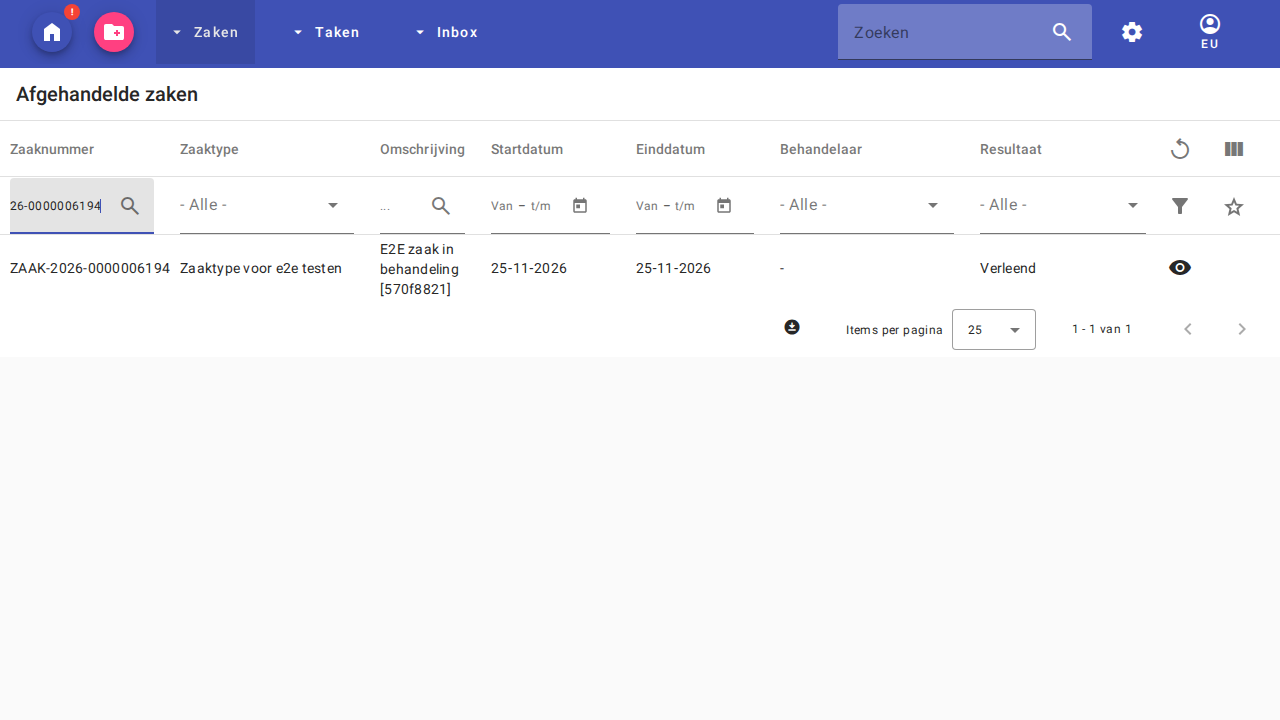 !
Zaken
Taken
Inbox
Zoeken
EU
Afgehandelde zaken
Zaaknummer Zaaktype Omschrijving Startdatum Einddatum Behandelaar Resultaat
26-0000006194 - Alle - ... Van – t/m Van – t/m - Alle - - Alle -
ZAAK-2026-0000006194 Zaaktype voor e2e testen E2E zaak in behandeling [570f8821] 25-11-2026 25-11-2026 - Verleend
Items per pagina 25 1 - 1 van 1